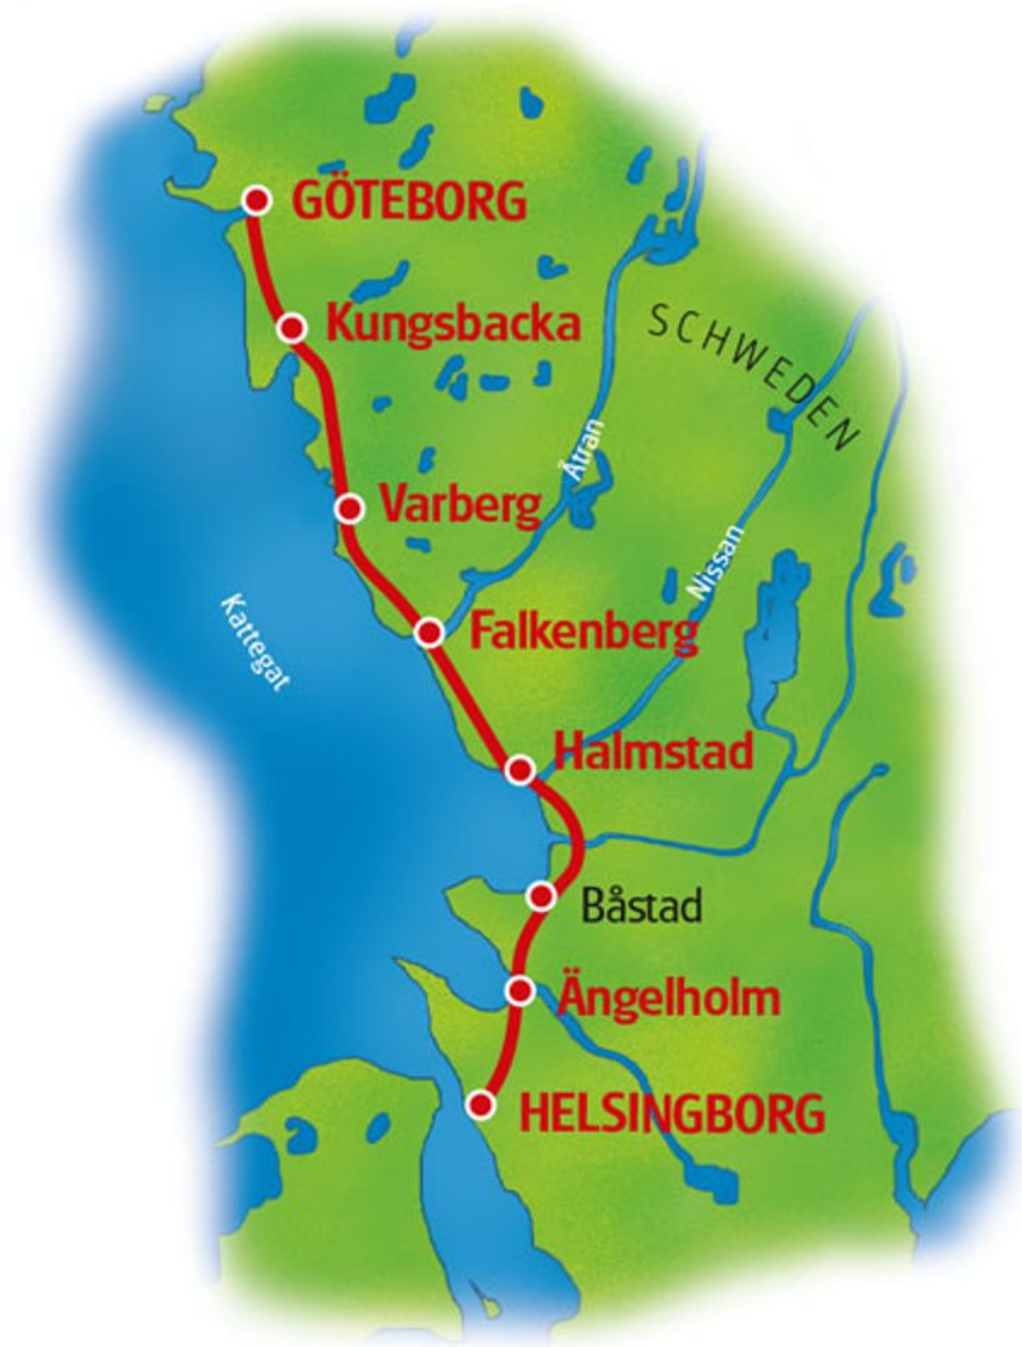 GÖTEBORG
Kungsbacka
SCHWEDEN
Ätran
Varberg
Nissan
Kattegat
Falkenberg
Halmstad
Båstad
Ängelholm
HELSINGBORG